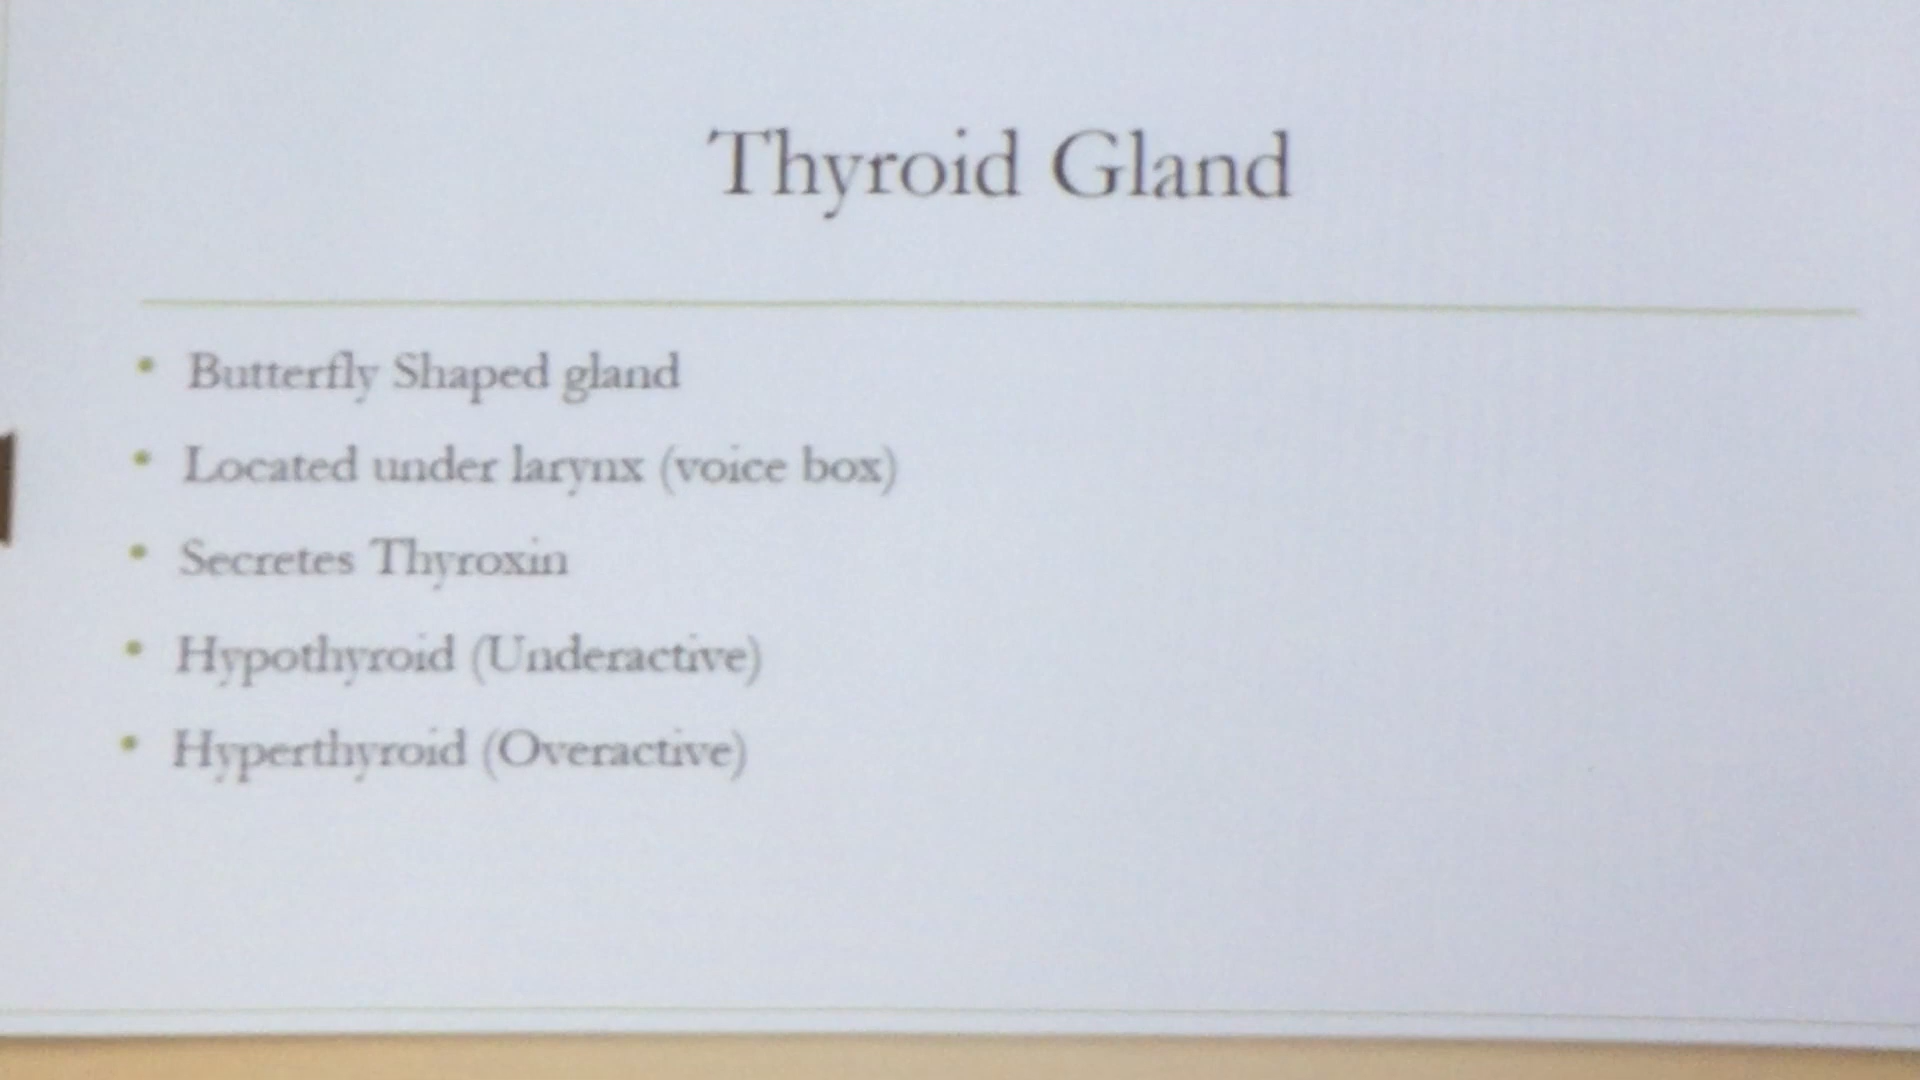 Thyroid Gland
• Butterfly Shaped gland
• Located under larynx (voice box)
• Secretes Thyroxin
• Hypothyroid (Underactive)
• Hyperthyroid (Overactive)